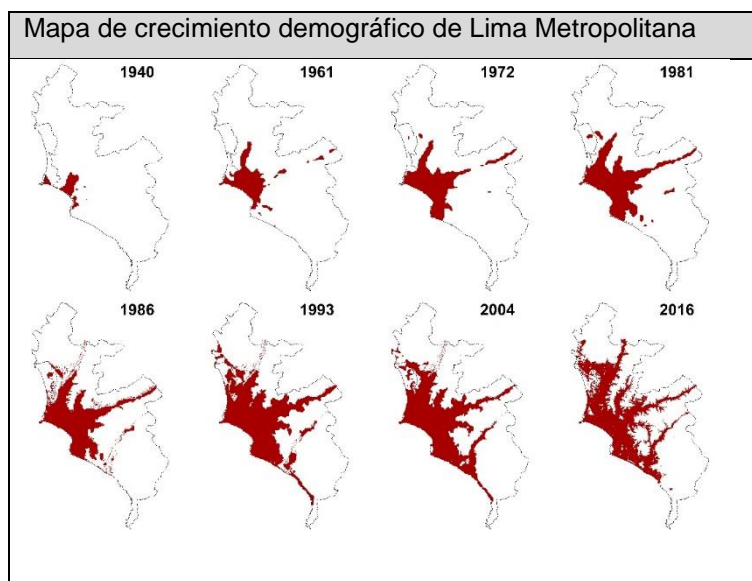 Mapa de crecimiento demográfico de Lima Metropolitana
1940 1961 1972 1981
1986 1993 2004 2016